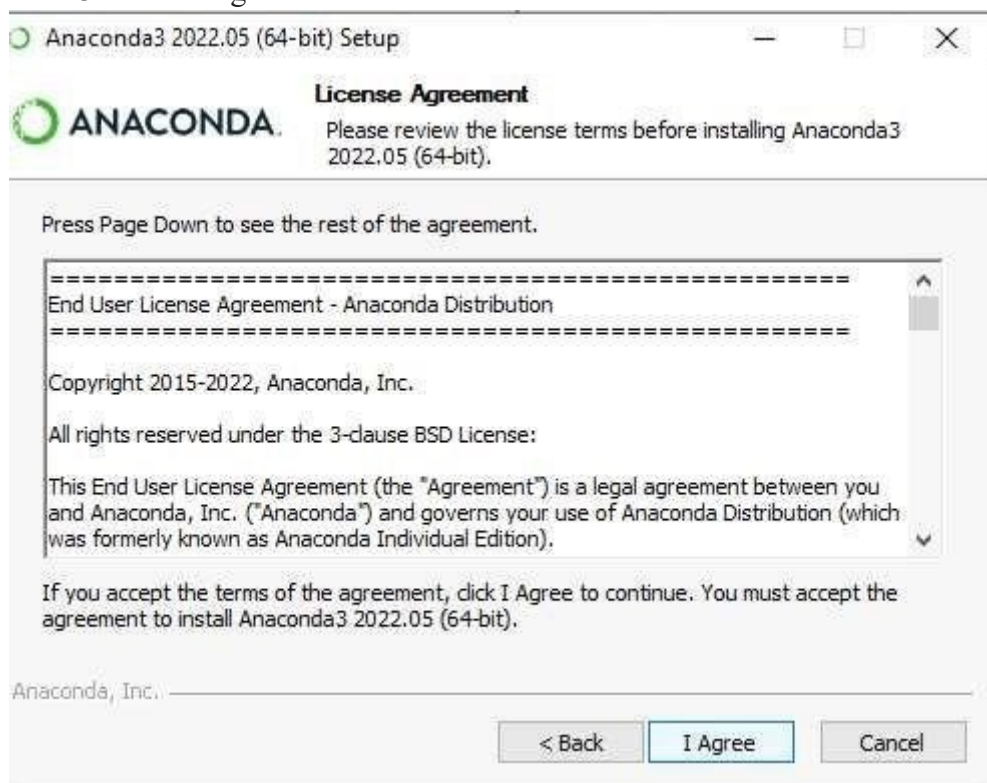 Anaconda3 2022.05 (64-bit) Setup
ANACONDA.
License Agreement
Please review the license terms before installing Anaconda3
2022.05 (64-bit).
Press Page Down to see the rest of the agreement.
==================================================
End User License Agreement - Anaconda Distribution
==================================================
Copyright 2015-2022, Anaconda, Inc.
All rights reserved under the 3-clause BSD License:
This End User License Agreement (the "Agreement") is a legal agreement between you
and Anaconda, Inc. ("Anaconda") and governs your use of Anaconda Distribution (which
was formerly known as Anaconda Individual Edition).
If you accept the terms of the agreement, click I Agree to continue. You must accept the
agreement to install Anaconda3 2022.05 (64-bit).
Anaconda, Inc.
< Back
I Agree
Cancel